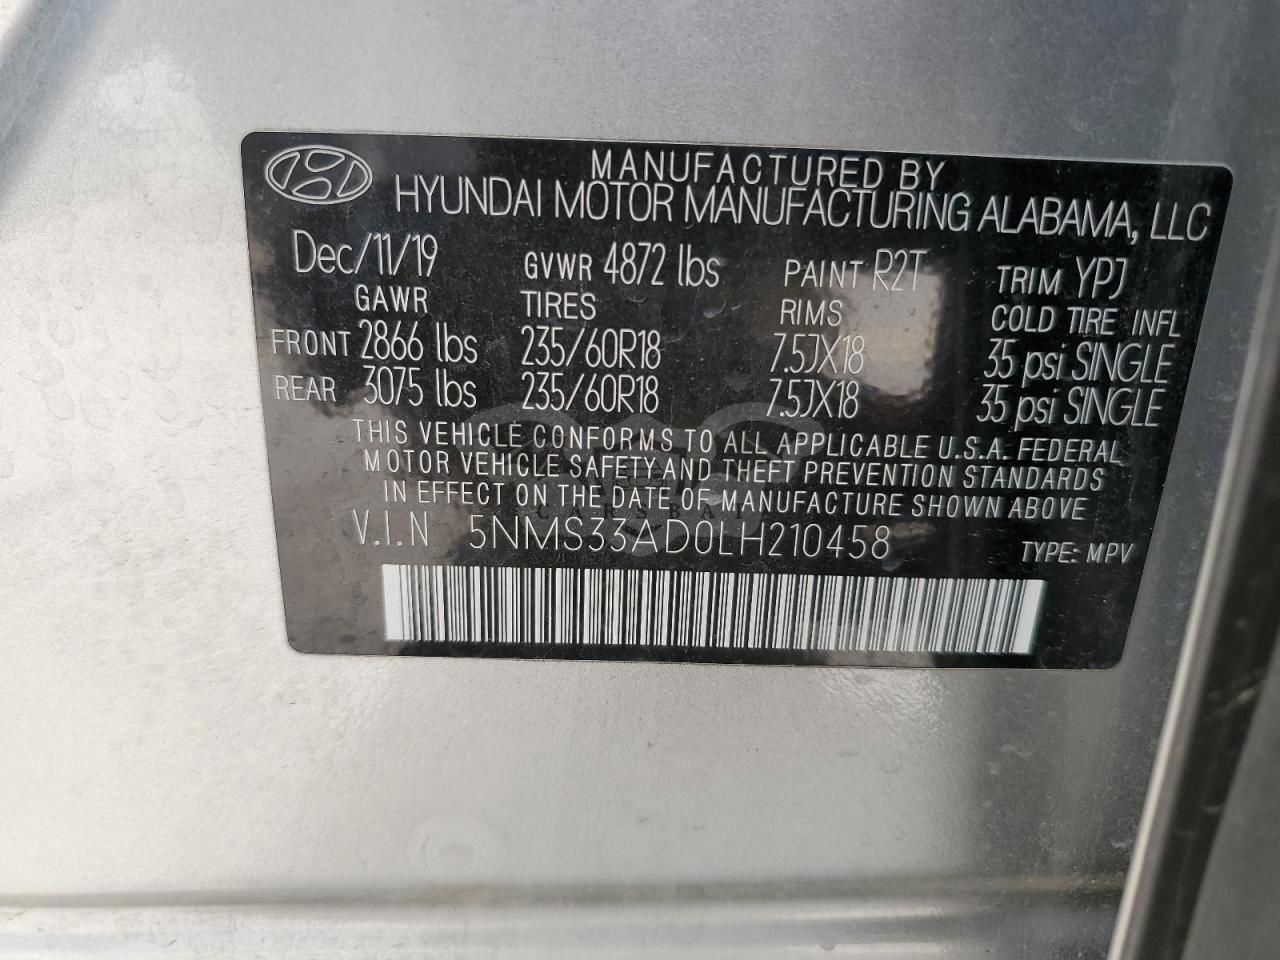 MANUFACTURED BY
HYUNDAI MOTOR MANUFACTURING ALABAMA, LLC
Dec/11/19 GVWR 4872 lbs PAINT R2T TRIM YPJ
GAWR TIRES RIMS COLD TIRE INFL
FRONT 2866 lbs 235/60R18 7.5JX18 35 psi SINGLE
REAR 3075 lbs 235/60R18 7.5JX18 35 psi SINGLE
THIS VEHICLE CONFORMS TO ALL APPLICABLE U.S.A. FEDERAL
MOTOR VEHICLE SAFETY AND THEFT PREVENTION STANDARDS
IN EFFECT ON THE DATE OF MANUFACTURE SHOWN ABOVE
V.I.N 5NMS33AD0LH210458 TYPE: MPV